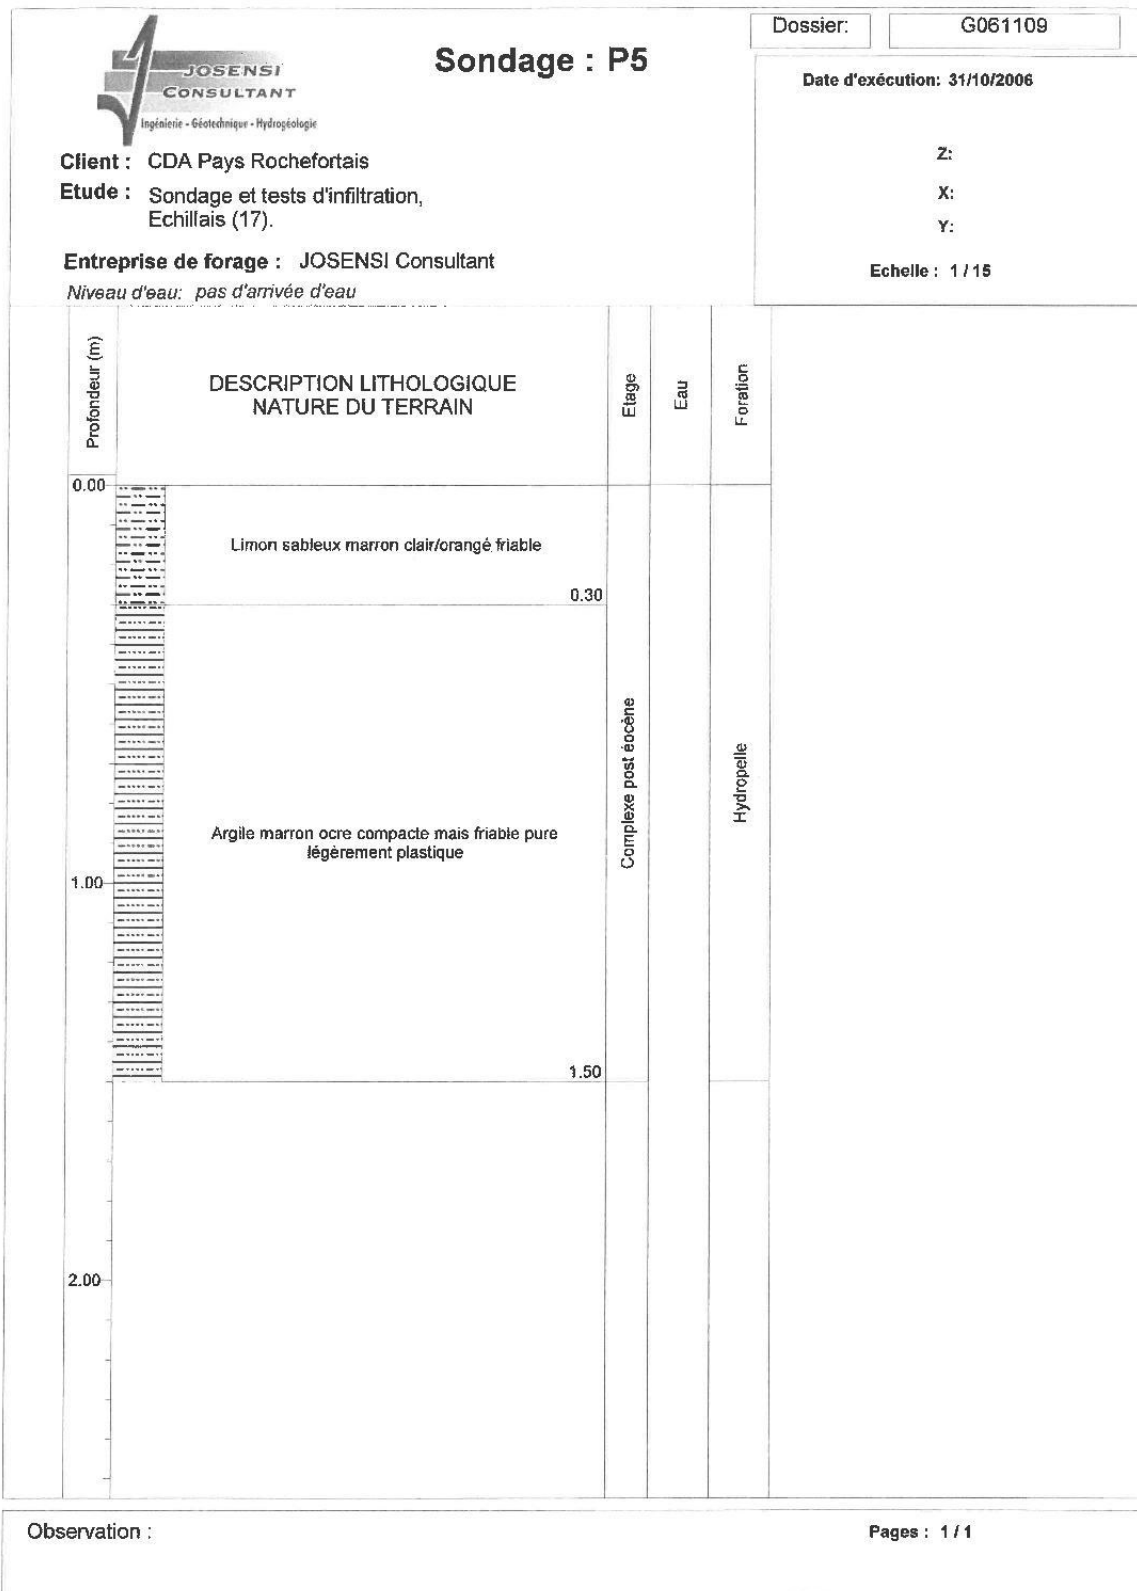 JOSENSI
CONSULTANT
Ingénierie - Géotechnique - Hydrogéologie
Sondage : P5
Dossier:
G061109
Date d'exécution: 31/10/2006
Z:
X:
Y:
Echelle : 1 / 15
Client : CDA Pays Rochefortais
Etude : Sondage et tests d'infiltration,
Echillais (17).
Entreprise de forage : JOSENSI Consultant
Niveau d'eau: pas d'arrivée d'eau
Profondeur (m)
DESCRIPTION LITHOLOGIQUE
NATURE DU TERRAIN
Etage
Eau
Foration
0.00
Limon sableux marron clair/orangé friable
0.30
Complexe post éocène
Hydropelle
Argile marron ocre compacte mais friable pure
légèrement plastique
1.00
1.50
2.00
Observation :
Pages : 1 / 1